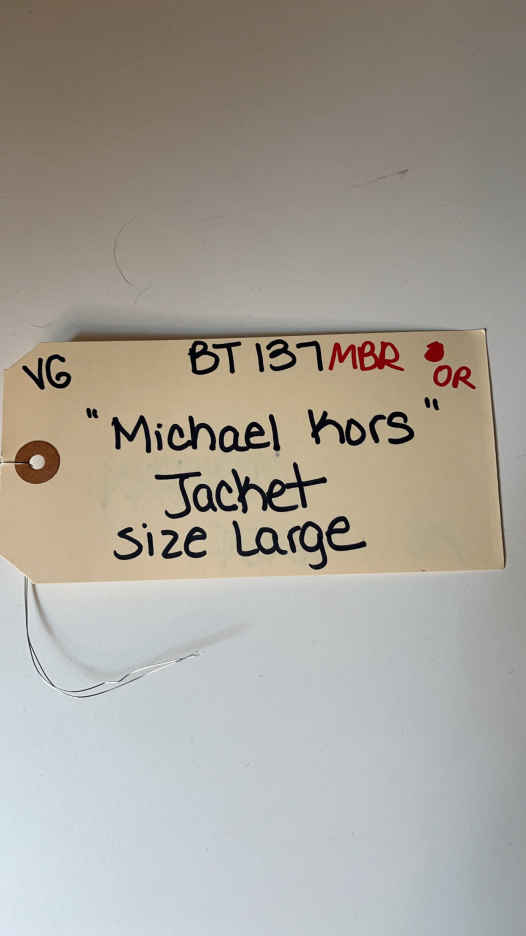 VG BT 137 MBR
OR
"Michael Kors"
Jacket
size Large